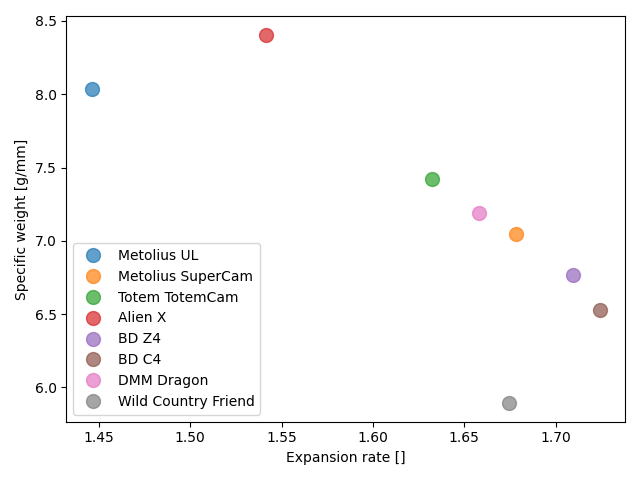 Specific weight [g/mm]
8.5
8.0
7.5
7.0
6.5
6.0
Metolius UL
Metolius SuperCam
Totem TotemCam
Alien X
BD Z4
BD C4
DMM Dragon
Wild Country Friend
1.45
1.50
1.55
1.60
1.65
1.70
Expansion rate []